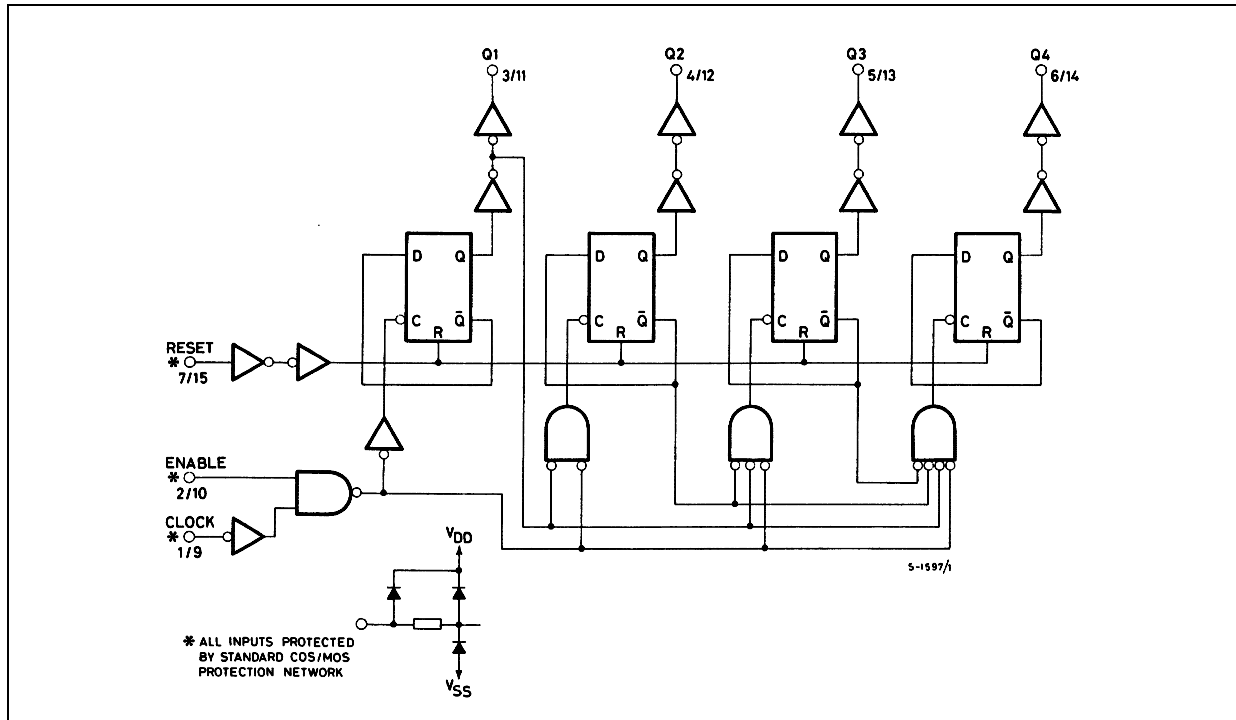 Q1
3/11
Q2
4/12
Q3
5/13
Q4
6/14
D Q
C Q̄
R
D Q
C Q̄
R
D Q
C Q̄
R
D Q
C Q̄
R
RESET
* 7/15
ENABLE
* 2/10
CLOCK
* 1/9
VDD
S-1597/1
* ALL INPUTS PROTECTED
BY STANDARD COS/MOS
PROTECTION NETWORK
VSS